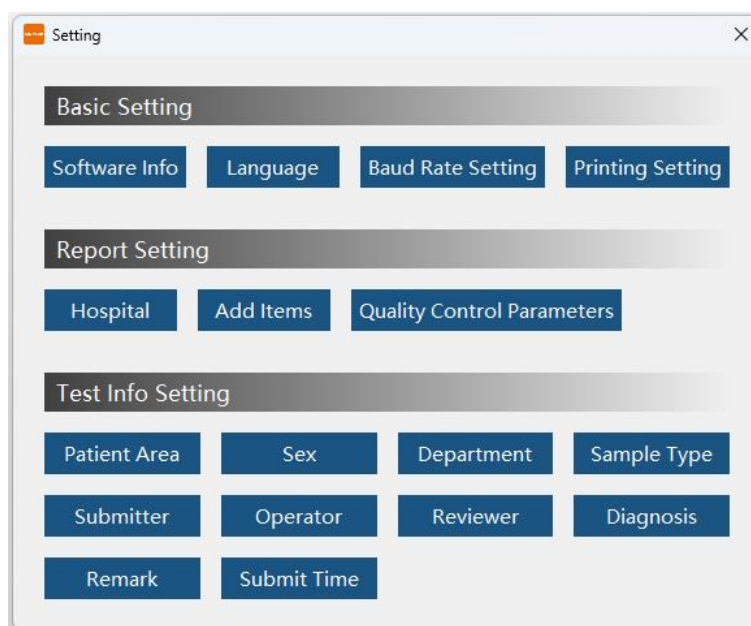 Setting
Basic Setting
Software Info Language Baud Rate Setting Printing Setting
Report Setting
Hospital Add Items Quality Control Parameters
Test Info Setting
Patient Area Sex Department Sample Type
Submitter Operator Reviewer Diagnosis
Remark Submit Time